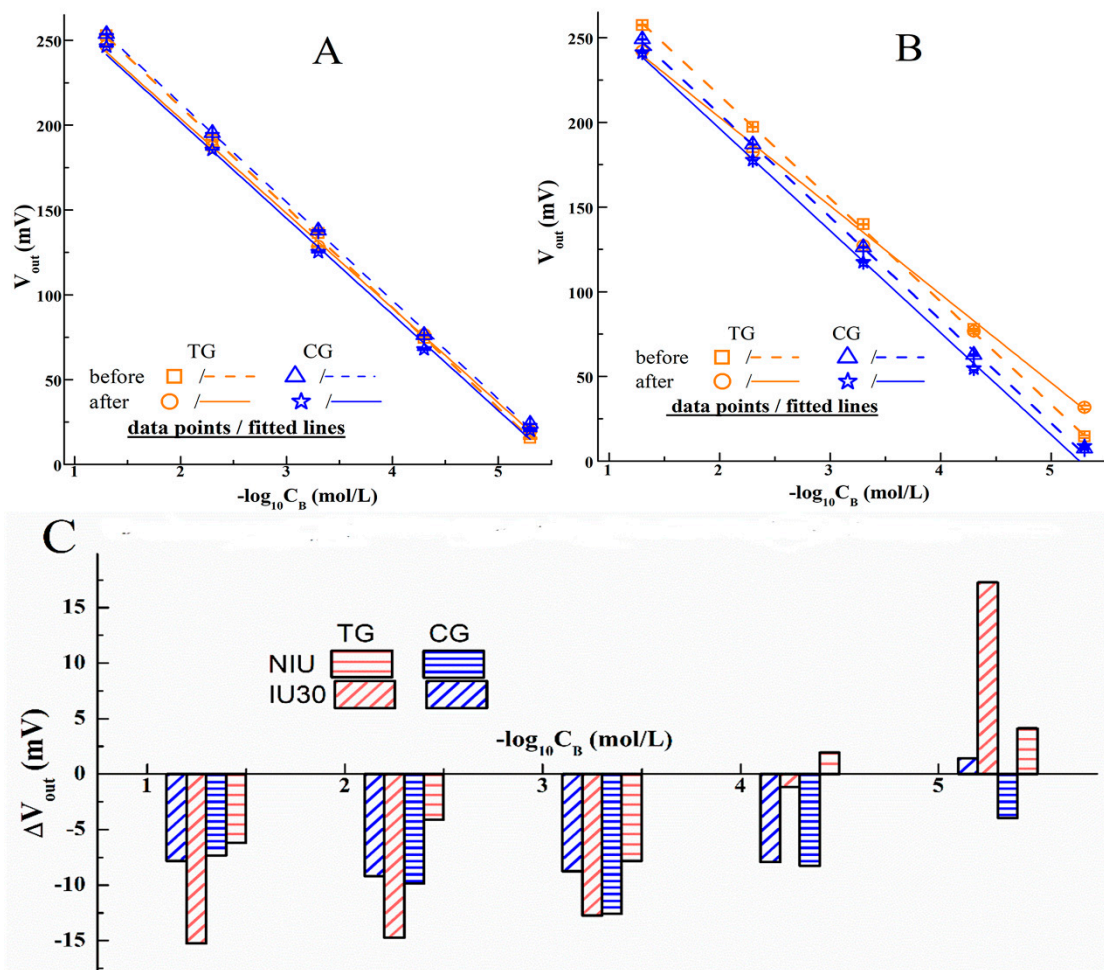 A
250
200
150
100
50
0
V_out (mV)
TG CG
before / /
after / /
data points / fitted lines
1 2 3 4 5
-log₁₀C_B (mol/L)
B
250
200
150
100
50
0
V_out (mV)
TG CG
before / /
after / /
data points / fitted lines
1 2 3 4 5
-log₁₀C_B (mol/L)
C
15
10
5
0
-5
-10
-15
ΔV_out (mV)
TG CG
NIU
IU30
-log₁₀C_B (mol/L)
1 2 3 4 5